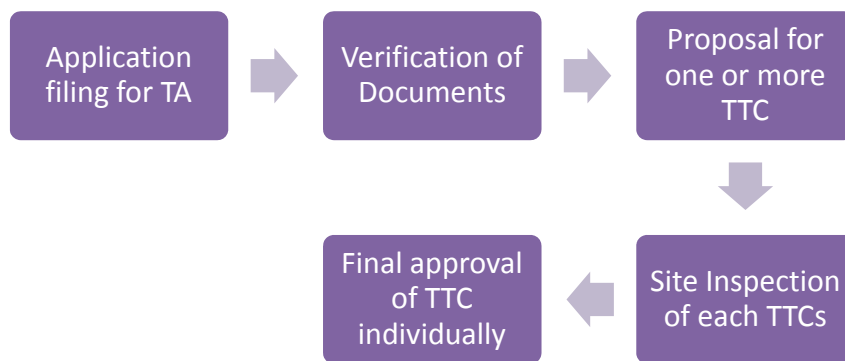 Application
filing for TA
Verification of
Documents
Proposal for
one or more
TTC
Site Inspection
of each TTCs
Final approval
of TTC
individually